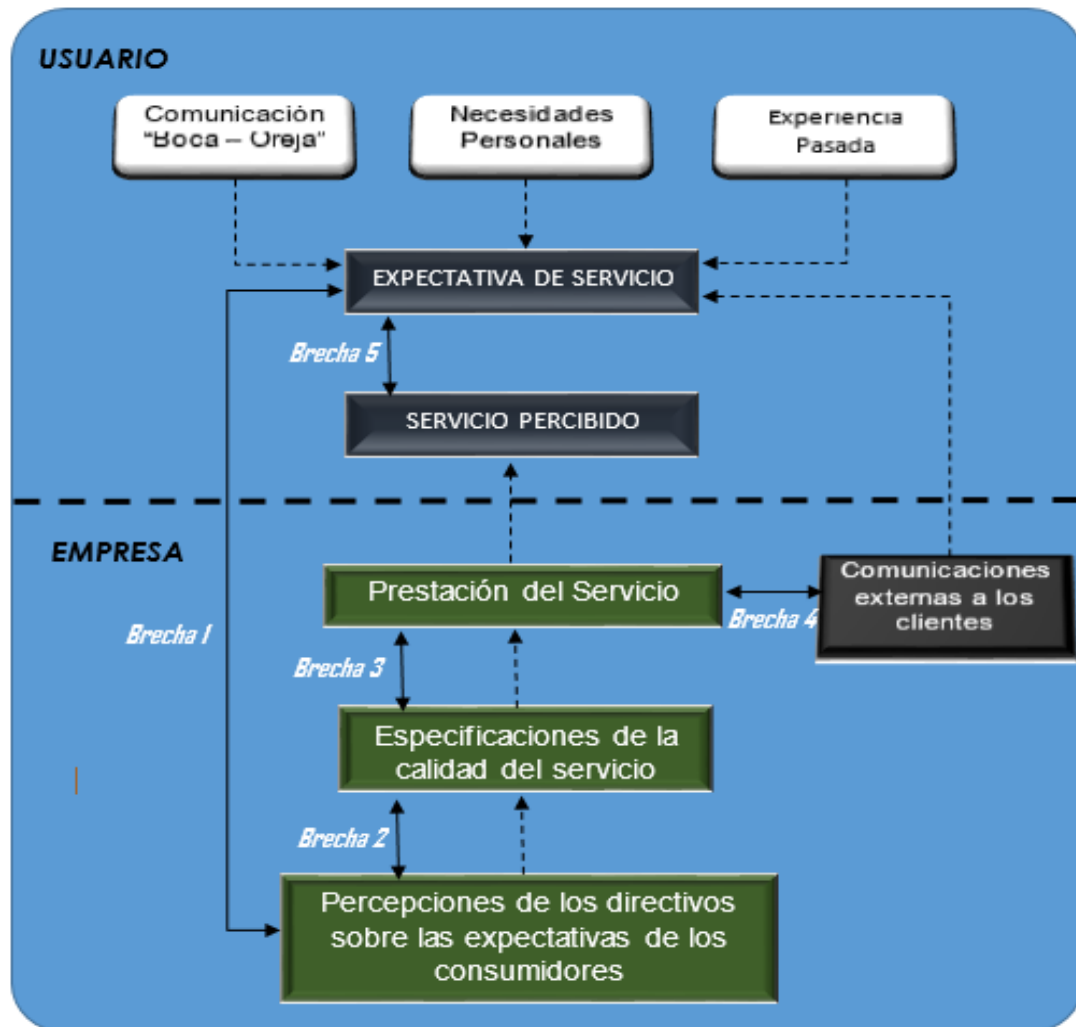 USUARIO
Comunicación
"Boca – Oreja"
Necesidades
Personales
Experiencia
Pasada
EXPECTATIVA DE SERVICIO
Brecha 5
SERVICIO PERCIBIDO
EMPRESA
Prestación del Servicio
Comunicaciones
externas a los
clientes
Brecha 4
Brecha 1
Brecha 3
Especificaciones de la
calidad del servicio
Brecha 2
Percepciones de los directivos
sobre las expectativas de los
consumidores